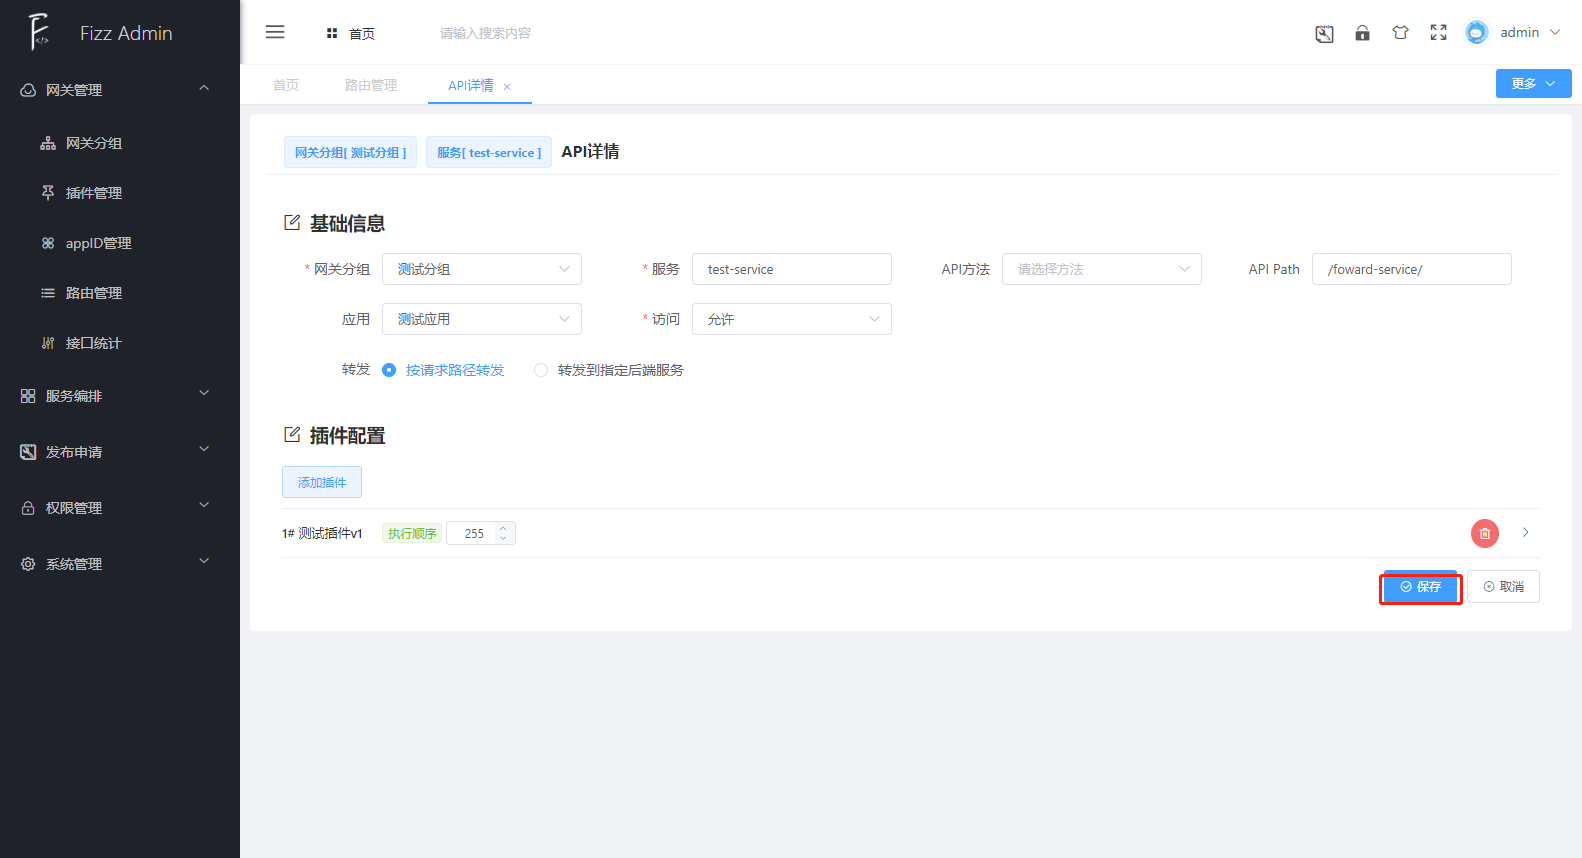 Fizz Admin
首页
请输入搜索内容
admin
网关管理
网关分组
插件管理
appID管理
路由管理
接口统计
服务编排
发布申请
权限管理
系统管理
首页 路由管理 API详情 ×
更多
网关分组[ 测试分组 ] 服务[ test-service ] API详情
基础信息
* 网关分组 测试分组 * 服务 test-service API方法 请选择方法 API Path /foward-service/
应用 测试应用 * 访问 允许
转发 按请求路径转发 转发到指定后端服务
插件配置
添加插件
1# 测试插件v1 执行顺序 255
保存 取消